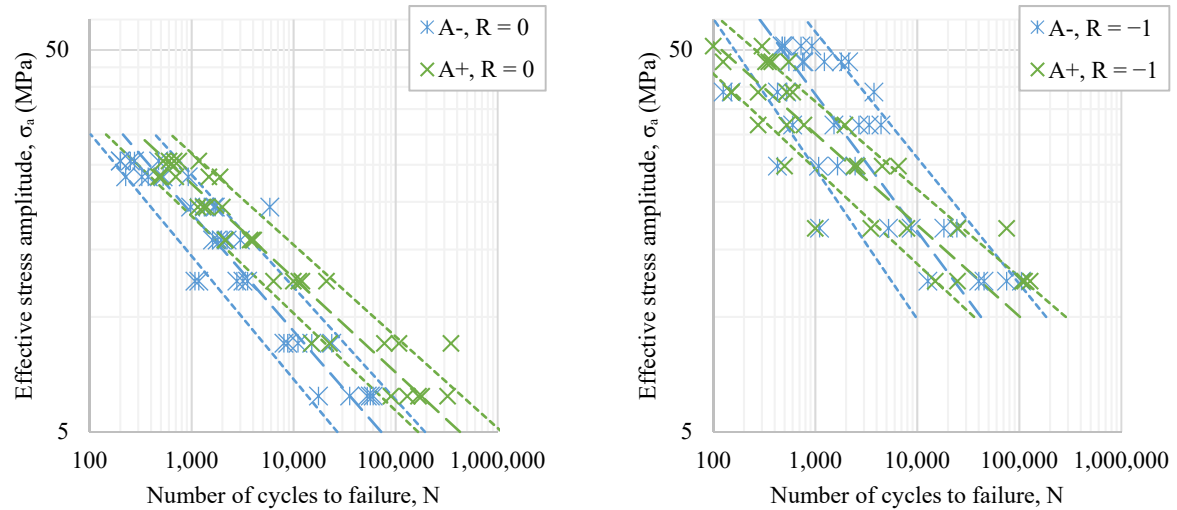 50
5
Effective stress amplitude, σa (MPa)
A-, R = 0
A+, R = 0
100 1,000 10,000 100,000 1,000,000
Number of cycles to failure, N
50
5
Effective stress amplitude, σa (MPa)
A-, R = −1
A+, R = −1
100 1,000 10,000 100,000 1,000,000
Number of cycles to failure, N